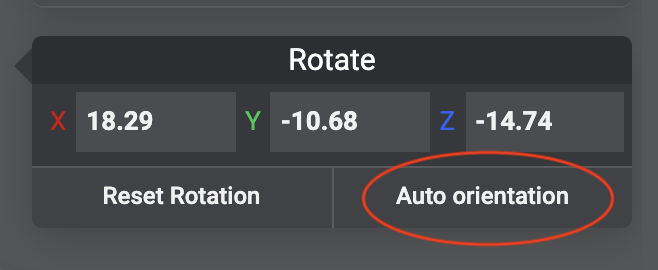 Rotate
X 18.29 Y -10.68 Z -14.74
Reset Rotation Auto orientation